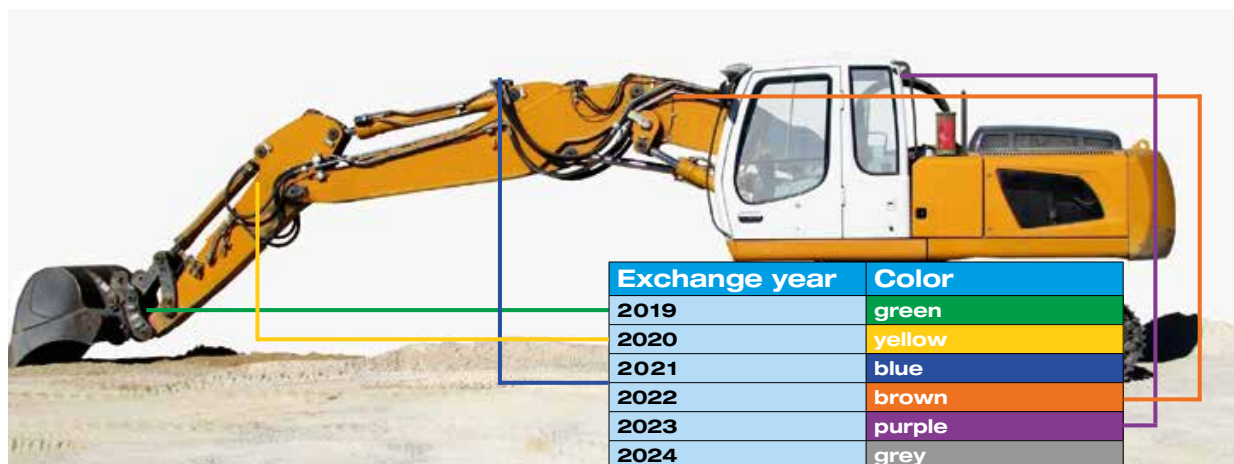 Exchange year Color
2019 green
2020 yellow
2021 blue
2022 brown
2023 purple
2024 grey